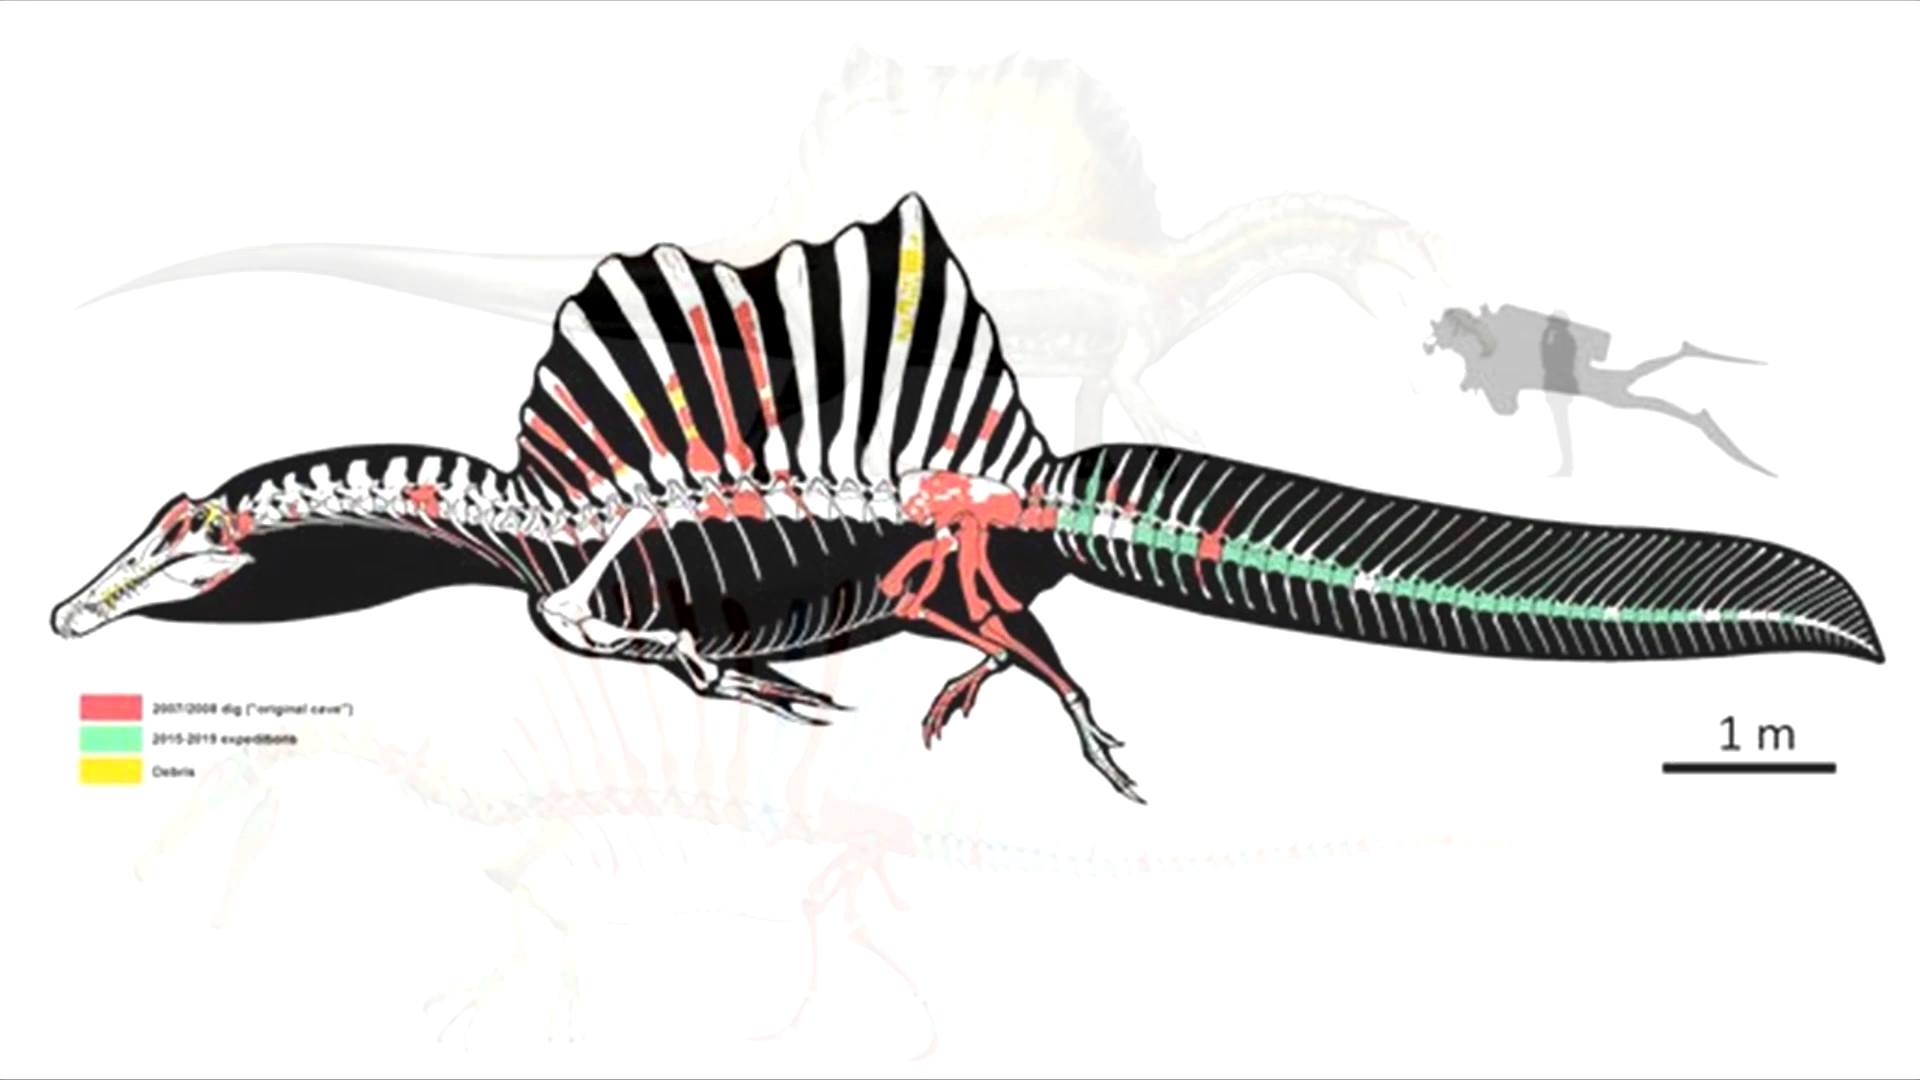 2007/2008 dig ("original cave")
2015-2019 expeditions
Debris
1 m